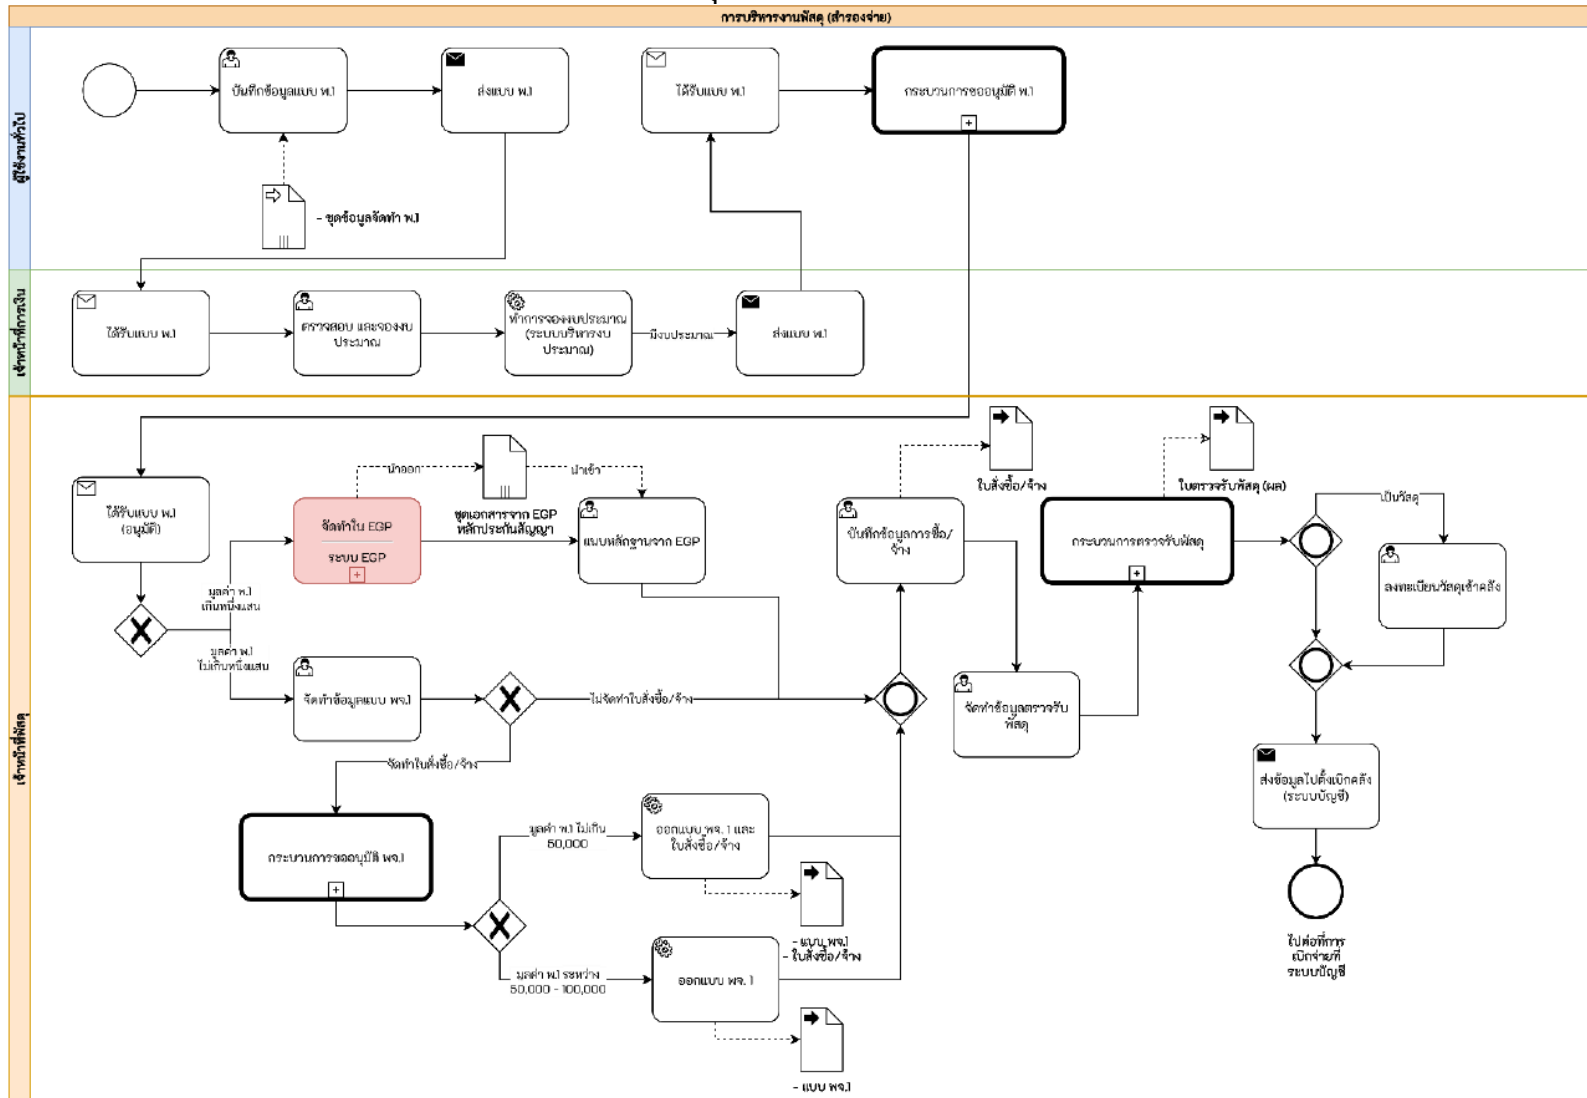 การบริหารงานพัสดุ (สำรองจ่าย)
ผู้ใช้งานทั่วไป
บันทึกข้อมูลแบบ พ.1
ส่งแบบ พ.1
ได้รับแบบ พ.1
กระบวนการขออนุมัติ พ.1
- ชุดข้อมูลจัดทำ พ.1
เจ้าหน้าที่การเงิน
ได้รับแบบ พ.1
ตรวจสอบ และจองงบ
ประมาณ
ทำการจองงบประมาณ
(ระบบบริหารงบ
ประมาณ)
มีงบประมาณ
ส่งแบบ พ.1
เจ้าหน้าที่พัสดุ
ได้รับแบบ พ.1
(อนุมัติ)
มูลค่า พ.1
เกินหนึ่งแสน
มูลค่า พ.1
ไม่เกินหนึ่งแสน
จัดทำใน EGP
ระบบ EGP
นำออก
นำเข้า
ชุดเอกสารจาก EGP
หลักประกันสัญญา
แนบหลักฐานจาก EGP
จัดทำข้อมูลแบบ พจ.1
ไม่จัดทำใบสั่งซื้อ/จ้าง
จัดทำใบสั่งซื้อ/จ้าง
กระบวนการขออนุมัติ พจ.1
มูลค่า พ.1 ไม่เกิน
50,000
ออกแบบ พจ. 1 และ
ใบสั่งซื้อ/จ้าง
- แบบ พจ.1
- ใบสั่งซื้อ/จ้าง
มูลค่า พ.1 ระหว่าง
50,000 - 100,000
ออกแบบ พจ. 1
- แบบ พจ.1
บันทึกข้อมูลการซื้อ/
จ้าง
ใบสั่งซื้อ/จ้าง
จัดทำข้อมูลตรวจรับ
พัสดุ
กระบวนการตรวจรับพัสดุ
ใบตรวจรับพัสดุ (ผล)
เป็นวัสดุ
ลงทะเบียนวัสดุเข้าคลัง
ส่งข้อมูลไปตั้งเบิกคลัง
(ระบบบัญชี)
ไปต่อที่การ
เบิกจ่ายที่
ระบบบัญชี